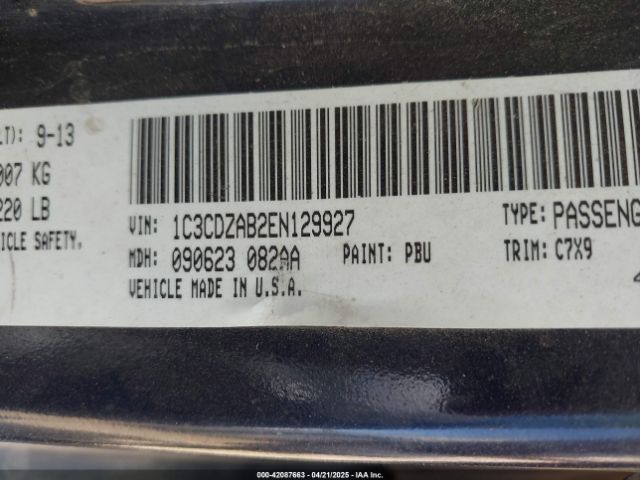 LT): 9-13
007 KG
220 LB
ICLE SAFETY.
VIN: 1C3CDZAB2EN129927
TYPE: PASSENG
MDH: 090623 082AA
PAINT: PBU
TRIM: C7X9
VEHICLE MADE IN U.S.A.
000-42087663 04/21/2025 - IAA Inc.